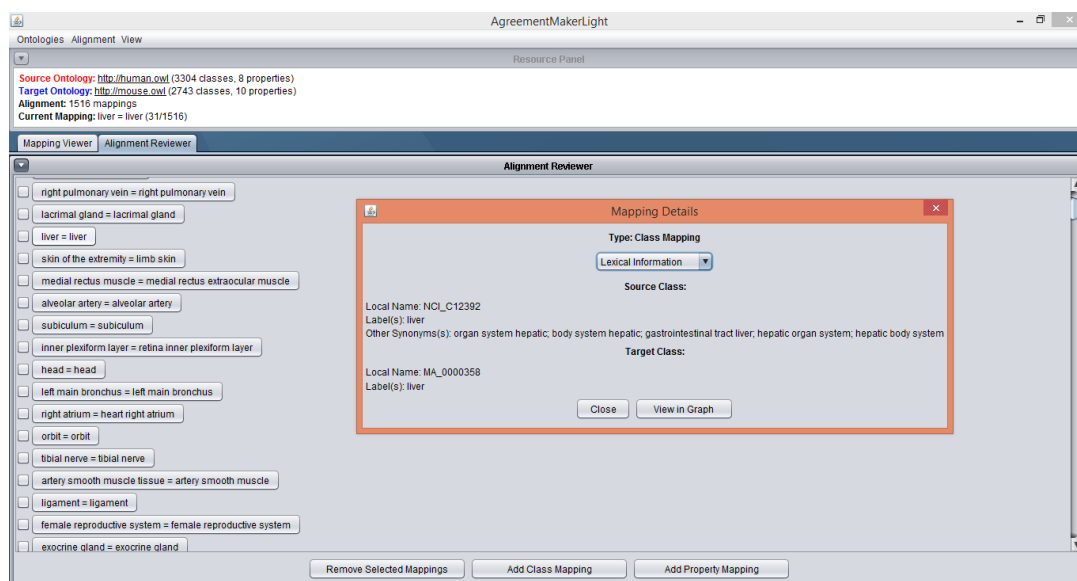 AgreementMakerLight
Ontologies Alignment View
Resource Panel
Source Ontology: http://human.owl (3304 classes, 8 properties)
Target Ontology: http://mouse.owl (2743 classes, 10 properties)
Alignment: 1516 mappings
Current Mapping: liver = liver (31/1516)
Mapping Viewer Alignment Reviewer
Alignment Reviewer
right pulmonary vein = right pulmonary vein
lacrimal gland = lacrimal gland
liver = liver
skin of the extremity = limb skin
medial rectus muscle = medial rectus extraocular muscle
alveolar artery = alveolar artery
subiculum = subiculum
inner plexiform layer = retina inner plexiform layer
head = head
left main bronchus = left main bronchus
right atrium = heart right atrium
orbit = orbit
tibial nerve = tibial nerve
artery smooth muscle tissue = artery smooth muscle
ligament = ligament
female reproductive system = female reproductive system
exocrine gland = exocrine gland
Mapping Details
Type: Class Mapping
Lexical Information
Source Class:
Local Name: NCI_C12392
Label(s): liver
Other Synonyms(s): organ system hepatic; body system hepatic; gastrointestinal tract liver; hepatic organ system; hepatic body system
Target Class:
Local Name: MA_0000358
Label(s): liver
Close View in Graph
Remove Selected Mappings Add Class Mapping Add Property Mapping